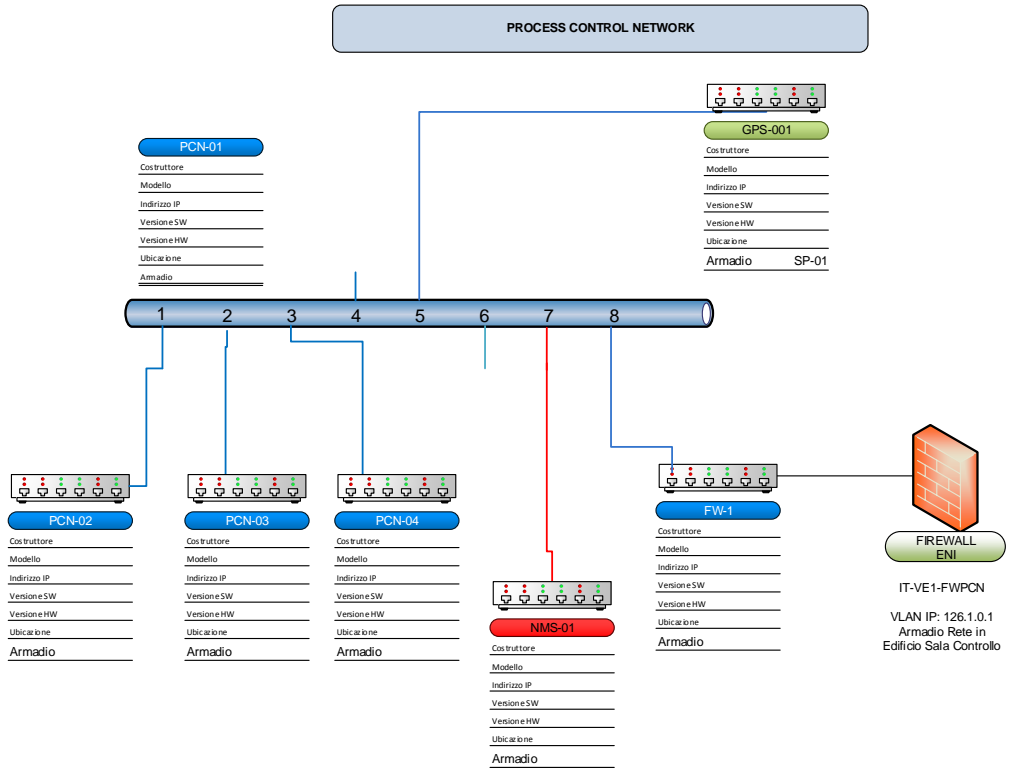 PROCESS CONTROL NETWORK
GPS-001
Costruttore
Modello
Indirizzo IP
Versione SW
Versione HW
Ubicazione
Armadio SP-01
PCN-01
Costruttore
Modello
Indirizzo IP
Versione SW
Versione HW
Ubicazione
Armadio
1 2 3 4 5 6 7 8
PCN-02
Costruttore
Modello
Indirizzo IP
Versione SW
Versione HW
Ubicazione
Armadio
PCN-03
Costruttore
Modello
Indirizzo IP
Versione SW
Versione HW
Ubicazione
Armadio
PCN-04
Costruttore
Modello
Indirizzo IP
Versione SW
Versione HW
Ubicazione
Armadio
NMS-01
Costruttore
Modello
Indirizzo IP
Versione SW
Versione HW
Ubicazione
Armadio
FW-1
Costruttore
Modello
Indirizzo IP
Versione SW
Versione HW
Ubicazione
Armadio
FIREWALL
ENI
IT-VE1-FWPCN
VLAN IP: 126.1.0.1
Armadio Rete in
Edificio Sala Controllo